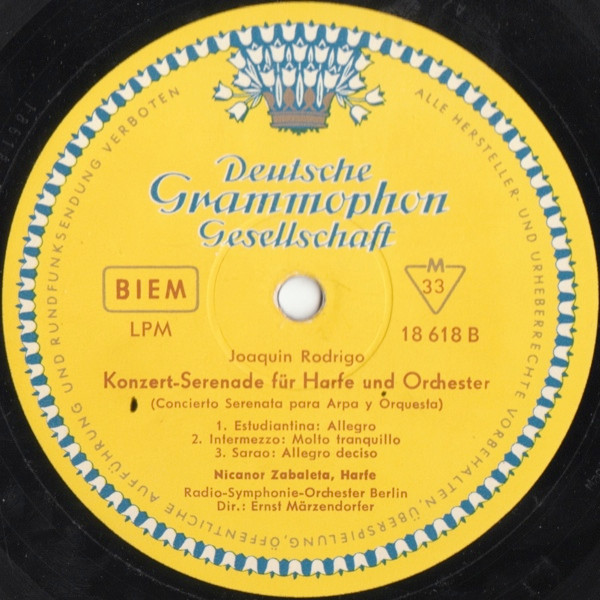 ALLE HERSTELLER- UND URHEBERRECHTE VORBEHALTEN, ÜBERSPIELUNG, ÖFFENTLICHE AUFFÜHRUNG UND RUNDFUNKSENDUNG VERBOTEN
Deutsche
Grammophon
Gesellschaft
BIEM
M
33
LPM
18 618 B
Joaquin Rodrigo
Konzert-Serenade für Harfe und Orchester
(Concierto Serenata para Arpa y Orquesta)
1. Estudiantina: Allegro
2. Intermezzo: Molto tranquillo
3. Sarao: Allegro deciso
Nicanor Zabaleta, Harfe
Radio-Symphonie-Orchester Berlin
Dir.: Ernst Märzendorfer